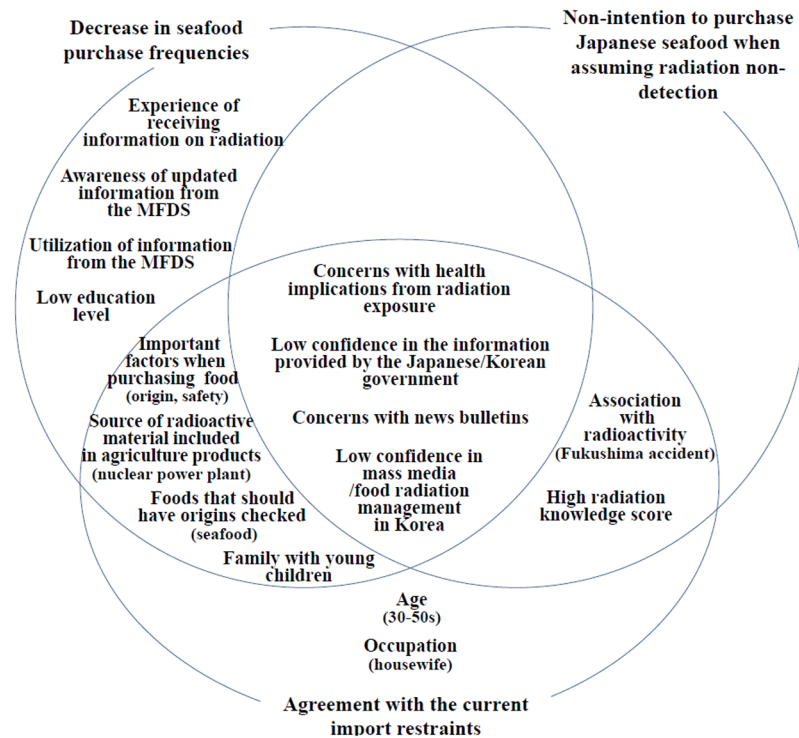 Decrease in seafood
purchase frequencies
Non-intention to purchase
Japanese seafood when
assuming radiation non-
detection
Experience of
receiving
information on radiation
Awareness of updated
information from
the MFDS
Utilization of information
from the MFDS
Low education
level
Important
factors when
purchasing food
(origin, safety)
Source of radioactive
material included
in agriculture products
(nuclear power plant)
Foods that should
have origins checked
(seafood)
Family with young
children
Concerns with health
implications from radiation
exposure
Low confidence in the information
provided by the Japanese/Korean
government
Concerns with news bulletins
Low confidence in
mass media
/food radiation
management
in Korea
Association
with
radioactivity
(Fukushima accident)
High radiation
knowledge score
Age
(30-50s)
Occupation
(housewife)
Agreement with the current
import restraints